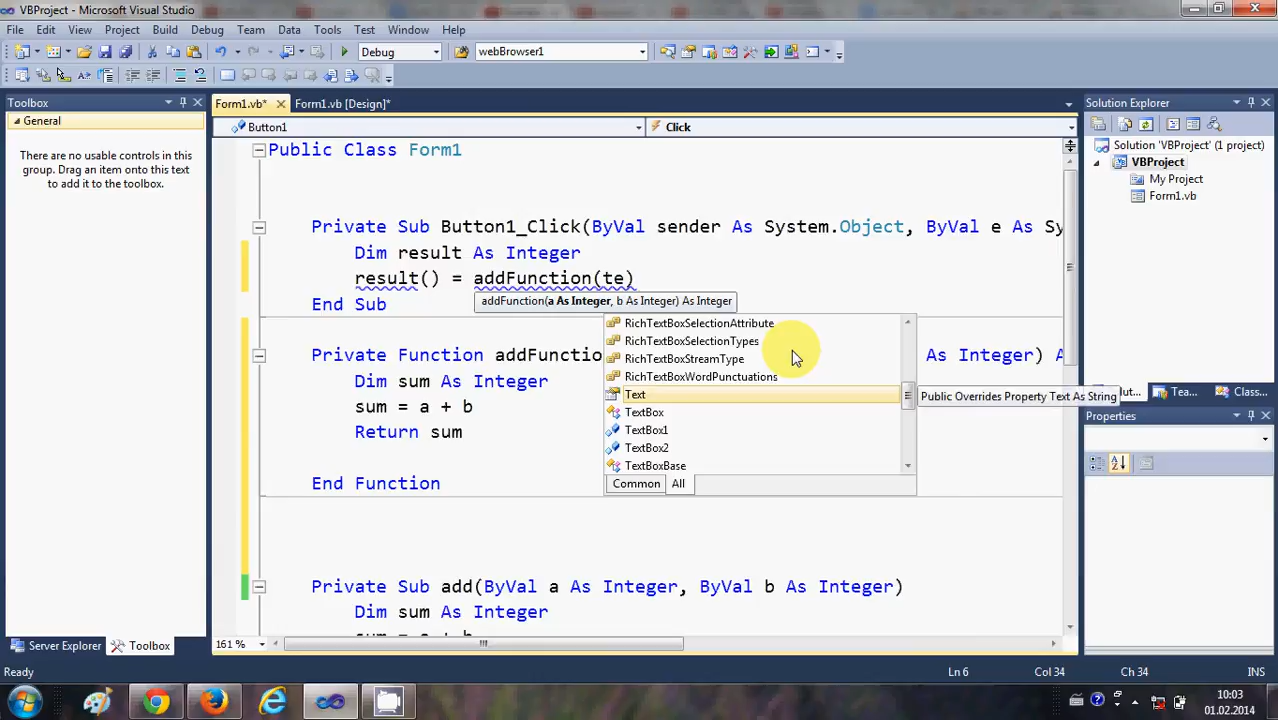 VBProject - Microsoft Visual Studio
File Edit View Project Build Debug Team Data Tools Test Window Help
Debug webBrowser1
Toolbox
General
There are no usable controls in this
group. Drag an item onto this text
to add it to the toolbox.
Server Explorer Toolbox
Form1.vb* Form1.vb [Design]*
Button1 Click
Public Class Form1
Private Sub Button1_Click(ByVal sender As System.Object, ByVal e As Sy
Dim result As Integer
result() = addFunction(te)
End Sub
addFunction(a As Integer, b As Integer) As Integer
RichTextBoxSelectionAttribute
RichTextBoxSelectionTypes
RichTextBoxStreamType
RichTextBoxWordPunctuations
Text
TextBox
TextBox1
TextBox2
TextBoxBase
Common All
Public Overrides Property Text As String
Private Function addFunctio As Integer) A
Dim sum As Integer
sum = a + b
Return sum
End Function
Private Sub add(ByVal a As Integer, ByVal b As Integer)
Dim sum As Integer
sum = a + b
161 %
Solution Explorer
Solution 'VBProject' (1 project)
VBProject
My Project
Form1.vb
Tea... Class...
Properties
Ready Ln 6 Col 34 Ch 34 INS
10:03
01.02.2014